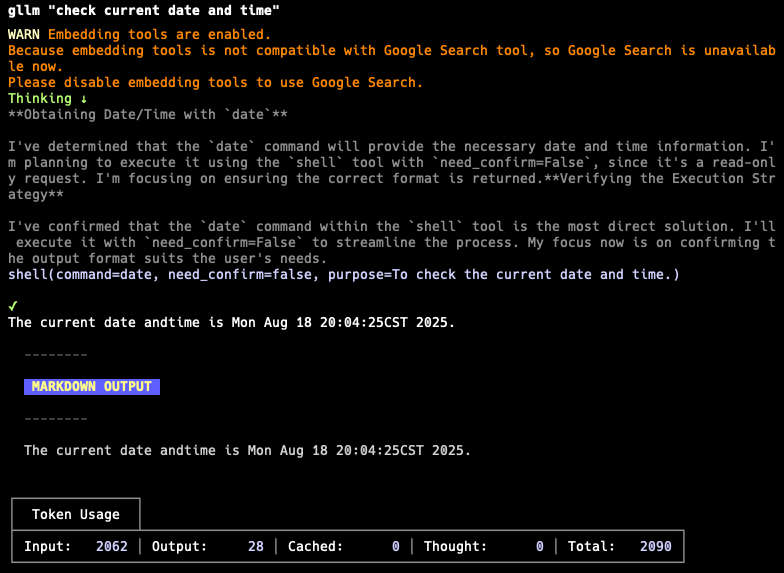 gllm "check current date and time"
WARN Embedding tools are enabled.
Because embedding tools is not compatible with Google Search tool, so Google Search is unavailab
le now.
Please disable embedding tools to use Google Search.
Thinking ↓
**Obtaining Date/Time with `date`**
I've determined that the `date` command will provide the necessary date and time information. I'
m planning to execute it using the `shell` tool with `need_confirm=False`, since it's a read-onl
y request. I'm focusing on ensuring the correct format is returned.**Verifying the Execution Str
ategy**
I've confirmed that the `date` command within the `shell` tool is the most direct solution. I'll
execute it with `need_confirm=False` to streamline the process. My focus now is on confirming t
he output format suits the user's needs.
shell(command=date, need_confirm=false, purpose=To check the current date and time.)
✓
The current date andtime is Mon Aug 18 20:04:25CST 2025.
--------
MARKDOWN OUTPUT
--------
The current date andtime is Mon Aug 18 20:04:25CST 2025.
Token Usage
Input: 2062 | Output: 28 | Cached: 0 | Thought: 0 | Total: 2090